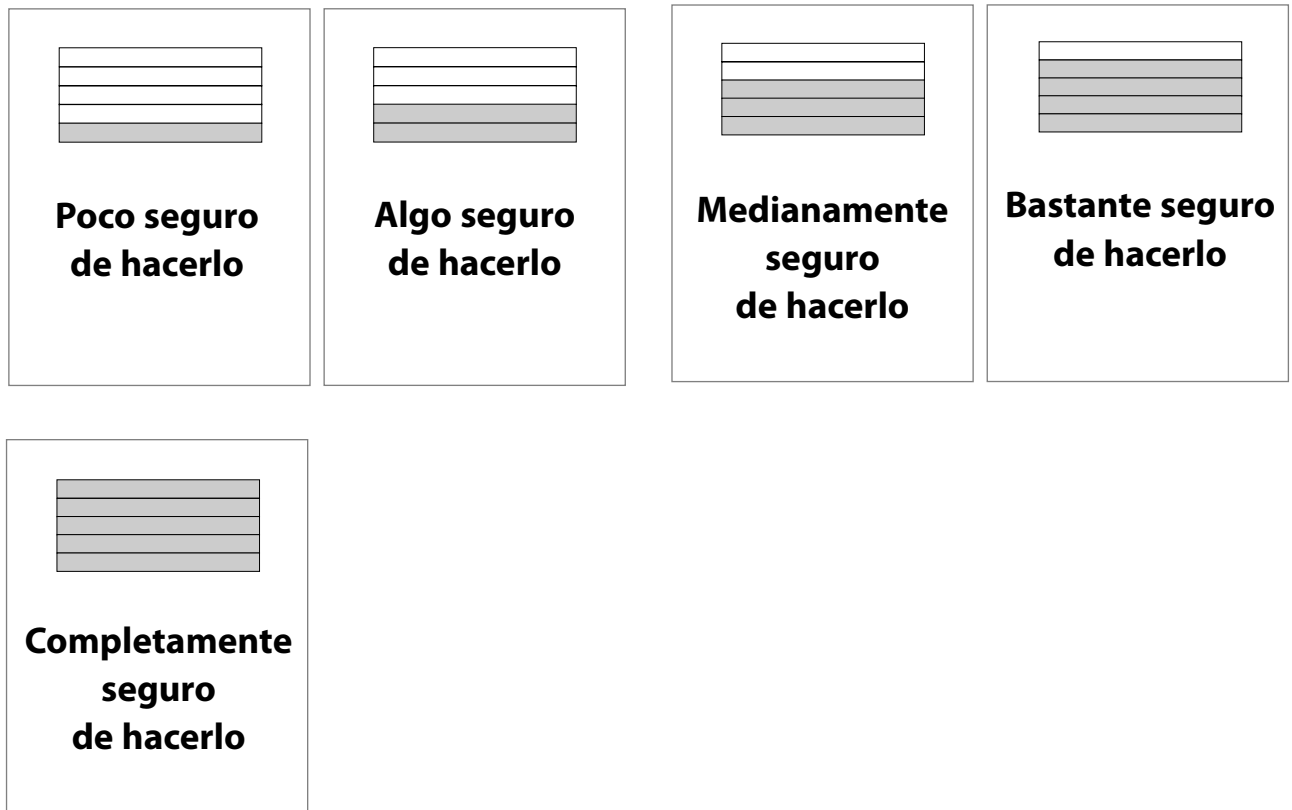 Poco seguro
de hacerlo
Algo seguro
de hacerlo
Medianamente
seguro
de hacerlo
Bastante seguro
de hacerlo
Completamente
seguro
de hacerlo